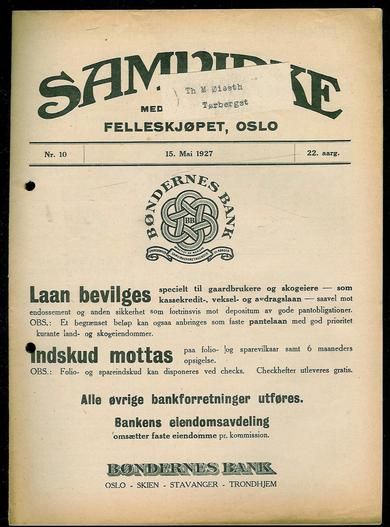 SAMVIRKE
Th M Øiseth
Tørbergst
MED
FELLESKJØPET, OSLO
Nr. 10 15. Mai 1927 22. aarg.
BØNDERNES BANK
BB
Laan bevilges specielt til gaardbrukere og skogeiere — som
kassekredit-, veksel- og avdragslaan — saavel mot
endossement og anden sikkerhet som fortrinsvis mot depositum av gode pantobligationer.
OBS.: Et begrænset beløp kan ogsaa anbringes som faste pantelaan med god prioritet
i kurante land- og skogeiendommer.
Indskud mottas paa folio- og sparevilkaar samt 6 maaneders
opsigelse.
OBS.: Folio- og spareindskud kan disponeres ved checks. Checkhefter utleveres gratis.
Alle øvrige bankforretninger utføres.
Bankens eiendomsavdeling
omsætter faste eiendomme pr. kommission.
BØNDERNES BANK
OSLO - SKIEN - STAVANGER - TRONDHJEM